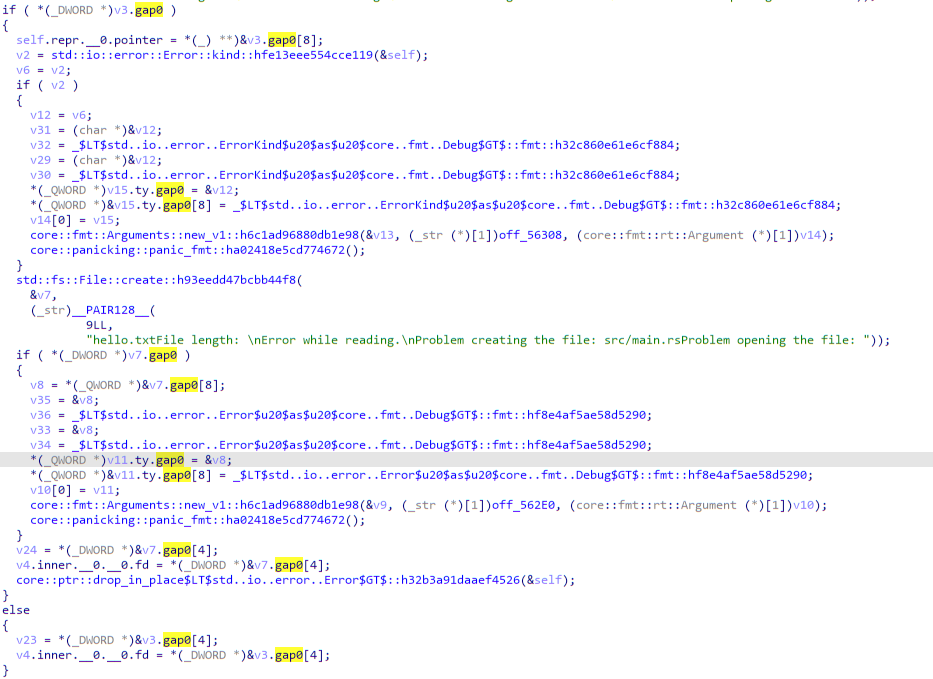 if ( *(_DWORD *)v3.gap0 )
{
  self.repr.__0.pointer = *(_) **)&v3.gap0[8];
  v2 = std::io::error::Error::kind::hfe13eee554cce119(&self);
  v6 = v2;
  if ( v2 )
  {
    v12 = v6;
    v31 = (char *)&v12;
    v32 = _$LT$std..io..error..ErrorKind$u20$as$u20$core..fmt..Debug$GT$::fmt::h32c860e61e6cf884;
    v29 = (char *)&v12;
    v30 = _$LT$std..io..error..ErrorKind$u20$as$u20$core..fmt..Debug$GT$::fmt::h32c860e61e6cf884;
    *(_QWORD *)v15.ty.gap0 = &v12;
    *(_QWORD *)&v15.ty.gap0[8] = _$LT$std..io..error..ErrorKind$u20$as$u20$core..fmt..Debug$GT$::fmt::h32c860e61e6cf884;
    v14[0] = v15;
    core::fmt::Arguments::new_v1::h6c1ad96880db1e98(&v13, (_str (*)[1])off_56308, (core::fmt::rt::Argument (*)[1])v14);
    core::panicking::panic_fmt::ha02418e5cd774672();
  }
  std::fs::File::create::h93eedd47bcbb44f8(
    &v7,
    (_str)__PAIR128__(
            9LL,
            "hello.txtFile length: \nError while reading.\nProblem creating the file: src/main.rsProblem opening the file: "));
  if ( *(_DWORD *)v7.gap0 )
  {
    v8 = *(_QWORD *)&v7.gap0[8];
    v35 = &v8;
    v36 = _$LT$std..io..error..Error$u20$as$u20$core..fmt..Debug$GT$::fmt::hf8e4af5ae58d5290;
    v33 = &v8;
    v34 = _$LT$std..io..error..Error$u20$as$u20$core..fmt..Debug$GT$::fmt::hf8e4af5ae58d5290;
    *(_QWORD *)v11.ty.gap0 = &v8;
    *(_QWORD *)&v11.ty.gap0[8] = _$LT$std..io..error..Error$u20$as$u20$core..fmt..Debug$GT$::fmt::hf8e4af5ae58d5290;
    v10[0] = v11;
    core::fmt::Arguments::new_v1::h6c1ad96880db1e98(&v9, (_str (*)[1])off_562E0, (core::fmt::rt::Argument (*)[1])v10);
    core::panicking::panic_fmt::ha02418e5cd774672();
  }
  v24 = *(_DWORD *)&v7.gap0[4];
  v4.inner.__0.__0.fd = *(_DWORD *)&v7.gap0[4];
  core::ptr::drop_in_place$LT$std..io..error..Error$GT$::h32b3a91daaef4526(&self);
}
else
{
  v23 = *(_DWORD *)&v3.gap0[4];
  v4.inner.__0.__0.fd = *(_DWORD *)&v3.gap0[4];
}